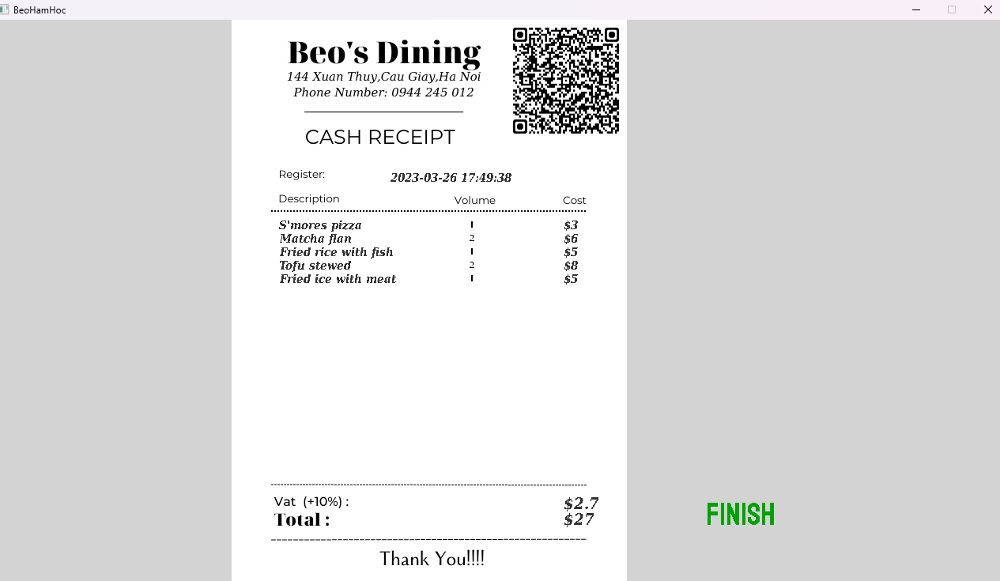 BeoHamHoc
Beo's Dining
144 Xuan Thuy,Cau Giay,Ha Noi
Phone Number: 0944 245 012
CASH RECEIPT
Register: 2023-03-26 17:49:38
Description Volume Cost
S'mores pizza 1 $3
Matcha flan 2 $6
Fried rice with fish 1 $5
Tofu stewed 2 $8
Fried ice with meat 1 $5
Vat (+10%) : $2.7
Total : $27
FINISH
Thank You!!!!